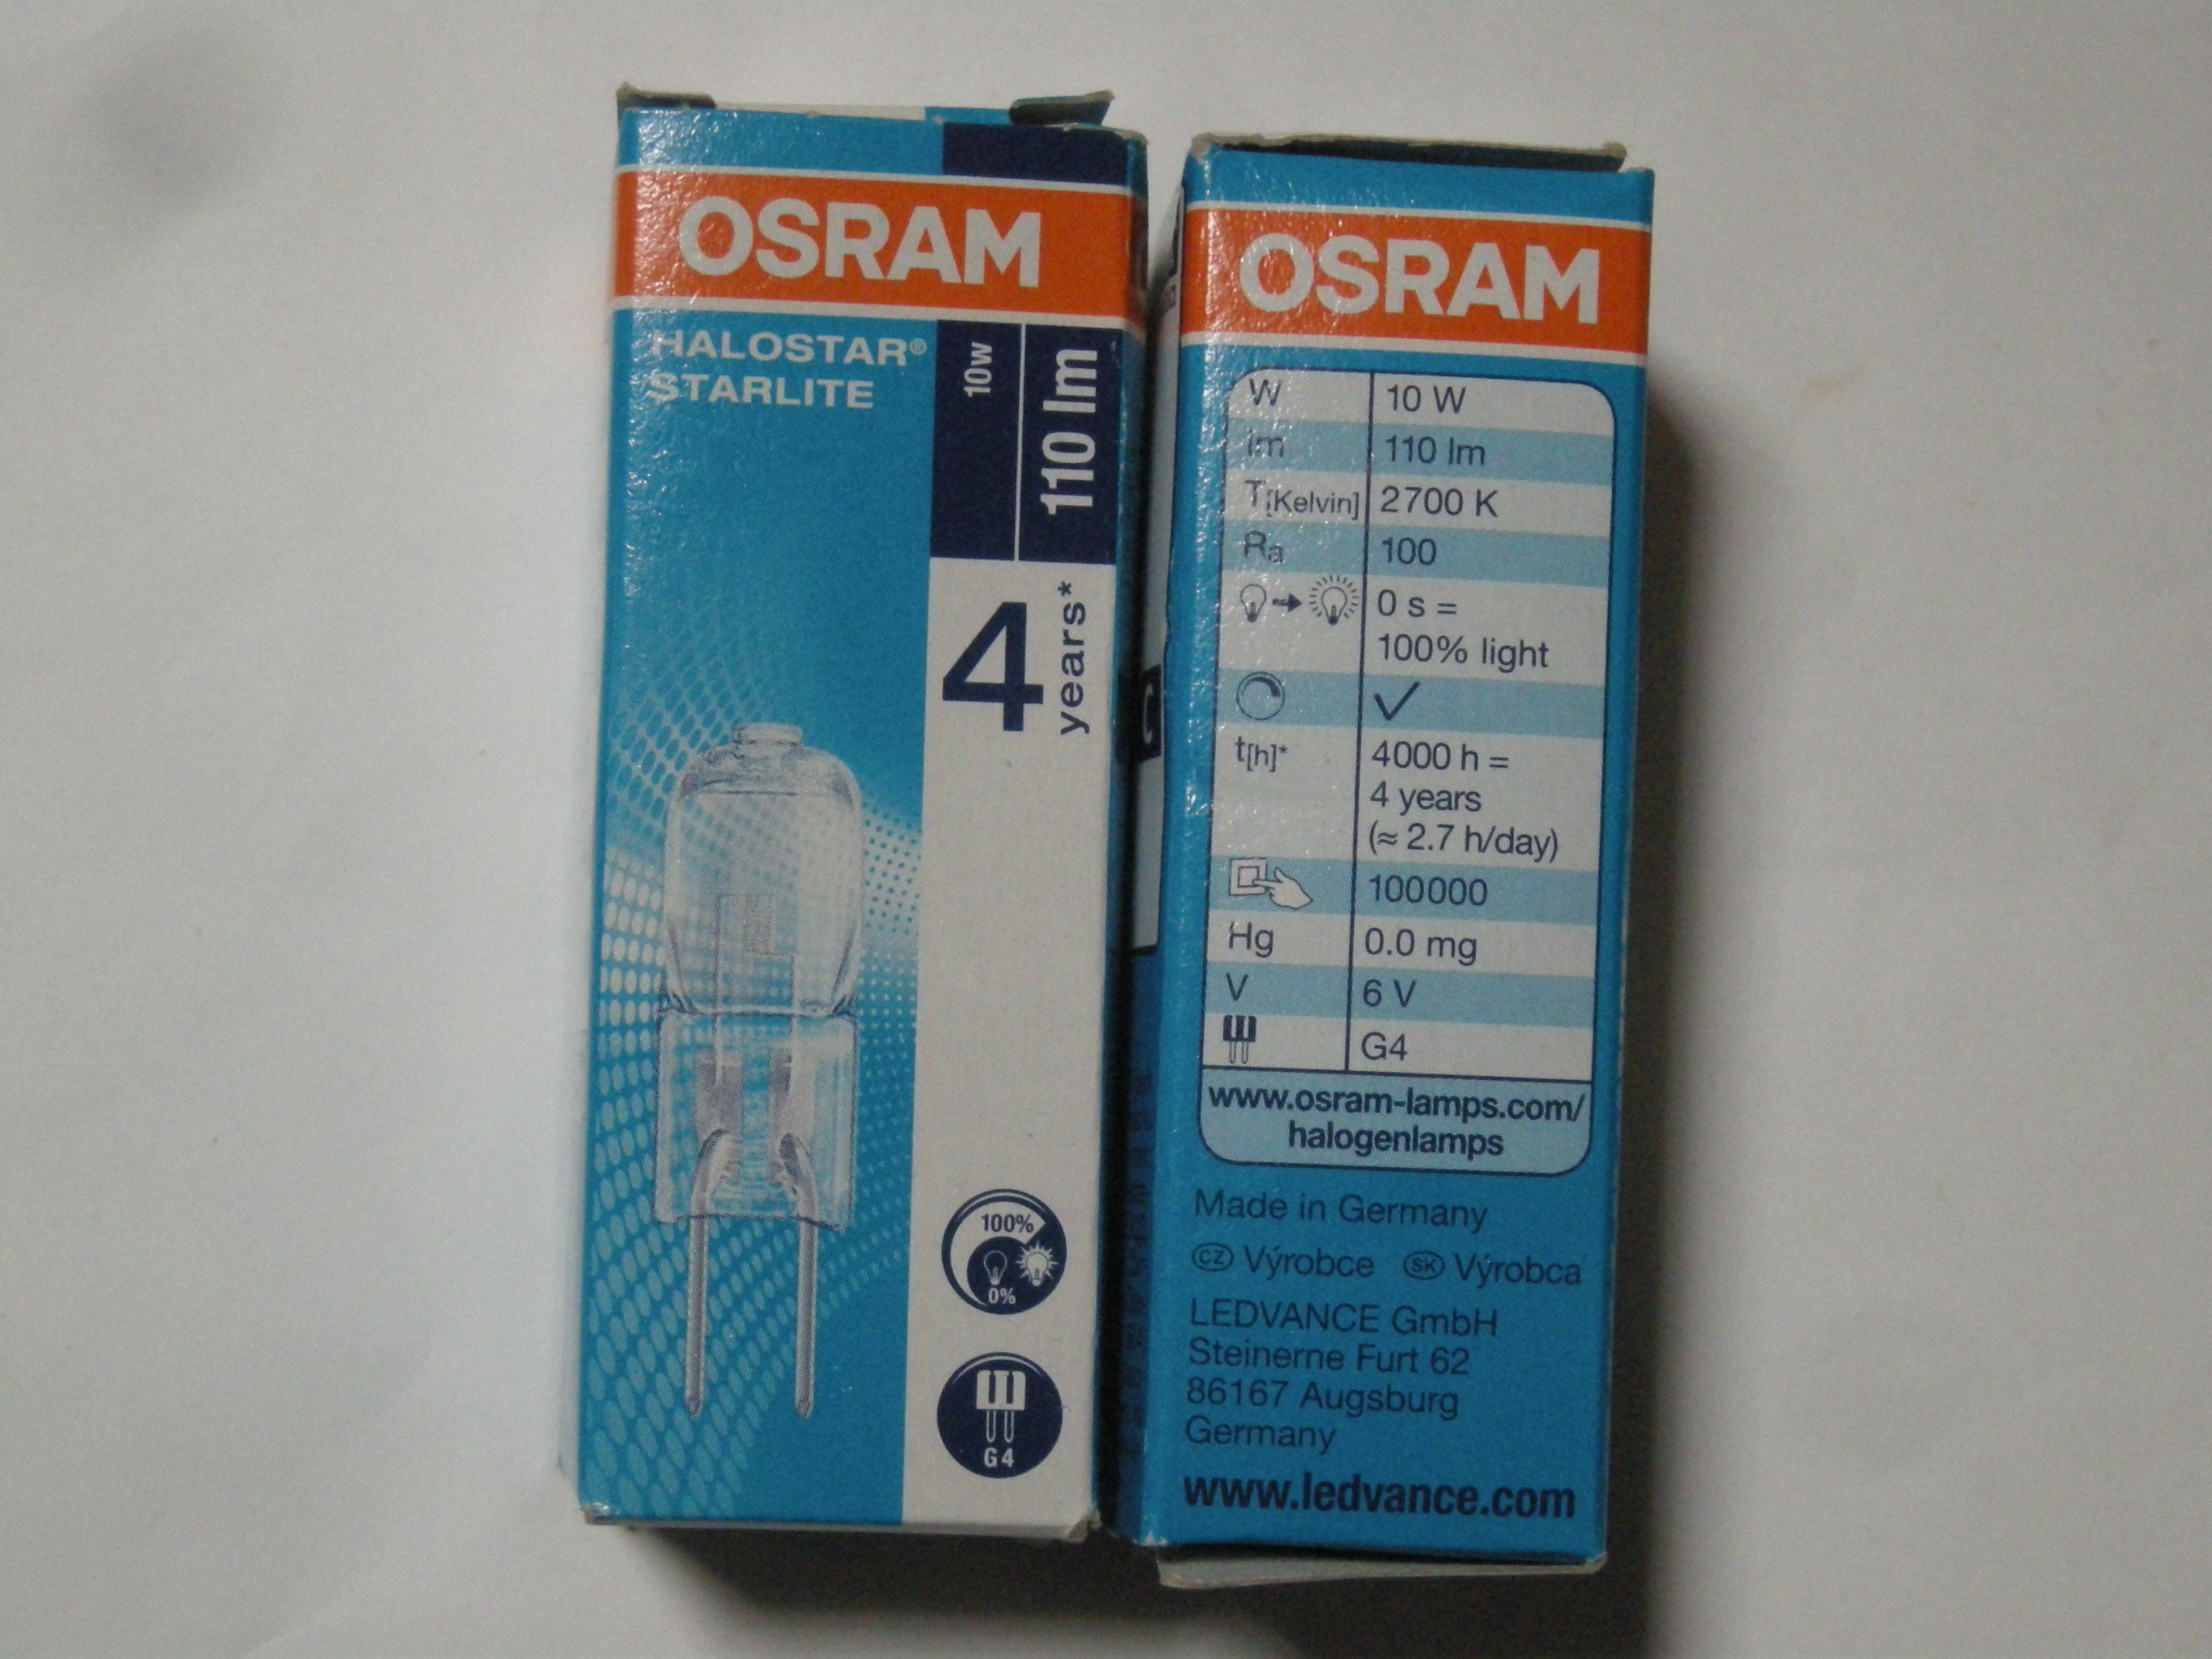 OSRAM
HALOSTAR®
STARLITE
10w
110 lm
4
years*
100%
0%
G4
C
OSRAM
W 10 W
lm 110 lm
T[Kelvin] 2700 K
Ra 100
0 s =
100% light
✓
t[h]* 4000 h =
4 years
(≈ 2.7 h/day)
100000
Hg 0.0 mg
V 6 V
G4
www.osram-lamps.com/
halogenlamps
Made in Germany
CZ Výrobce SK Výrobca
LEDVANCE GmbH
Steinerne Furt 62
86167 Augsburg
Germany
www.ledvance.com